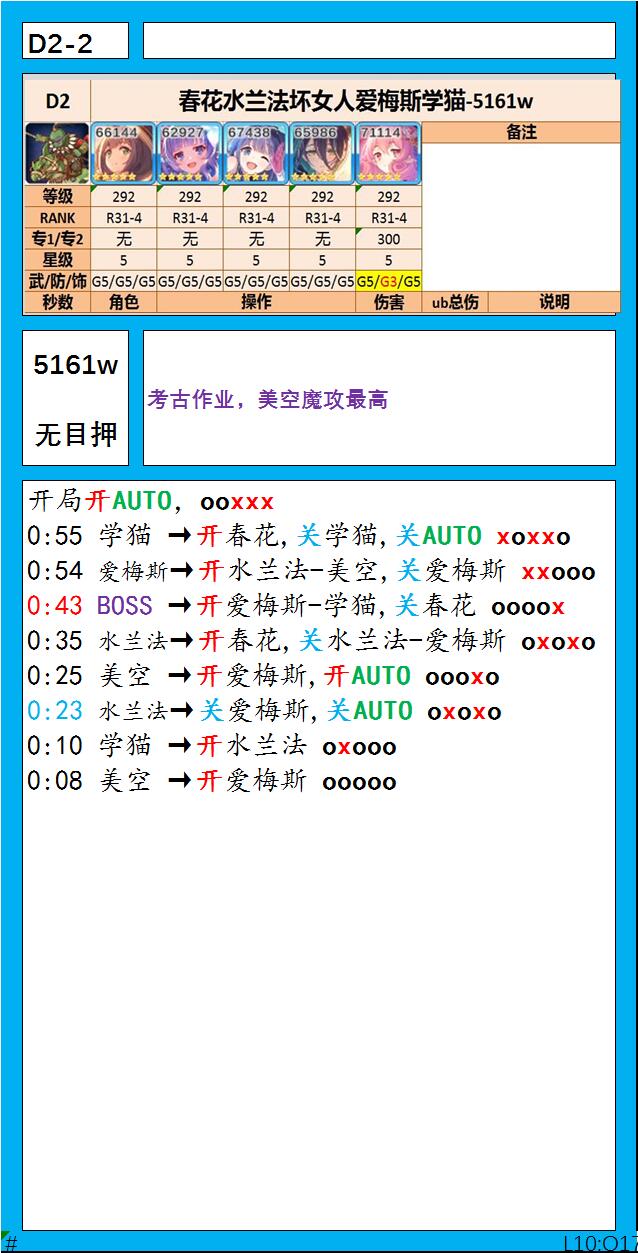 D2-2
D2 春花水兰法坏女人爱梅斯学猫-5161w
66144 62927 67438 65986 71114 备注
等级 292 292 292 292 292
RANK R31-4 R31-4 R31-4 R31-4 R31-4
专1/专2 无 无 无 无 300
星级 5 5 5 5 5
武/防/饰 G5/G5/G5 G5/G5/G5 G5/G5/G5 G5/G5/G5 G5/G3/G5
秒数 角色 操作 伤害 ub总伤 说明
5161w
无目押
考古作业，美空魔攻最高
开局开AUTO，ooxxx
0:55 学猫 →开春花,关学猫,关AUTO xoxxo
0:54 爱梅斯→开水兰法-美空,关爱梅斯 xxooo
0:43 BOSS →开爱梅斯-学猫,关春花 oooox
0:35 水兰法→开春花,关水兰法-爱梅斯 oxoxo
0:25 美空 →开爱梅斯,开AUTO oooxo
0:23 水兰法→关爱梅斯,关AUTO oxoxo
0:10 学猫 →开水兰法 oxooo
0:08 美空 →开爱梅斯 ooooo
# L10:O17